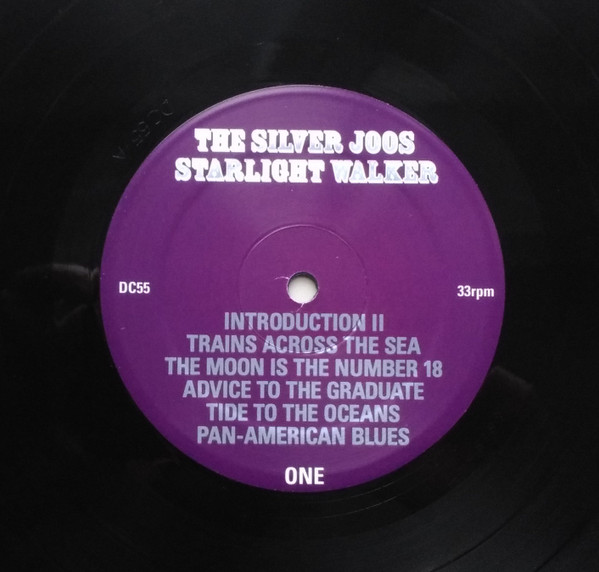 THE SILVER JOOS
STARLIGHT WALKER
DC55
33rpm
INTRODUCTION II
TRAINS ACROSS THE SEA
THE MOON IS THE NUMBER 18
ADVICE TO THE GRADUATE
TIDE TO THE OCEANS
PAN-AMERICAN BLUES
ONE